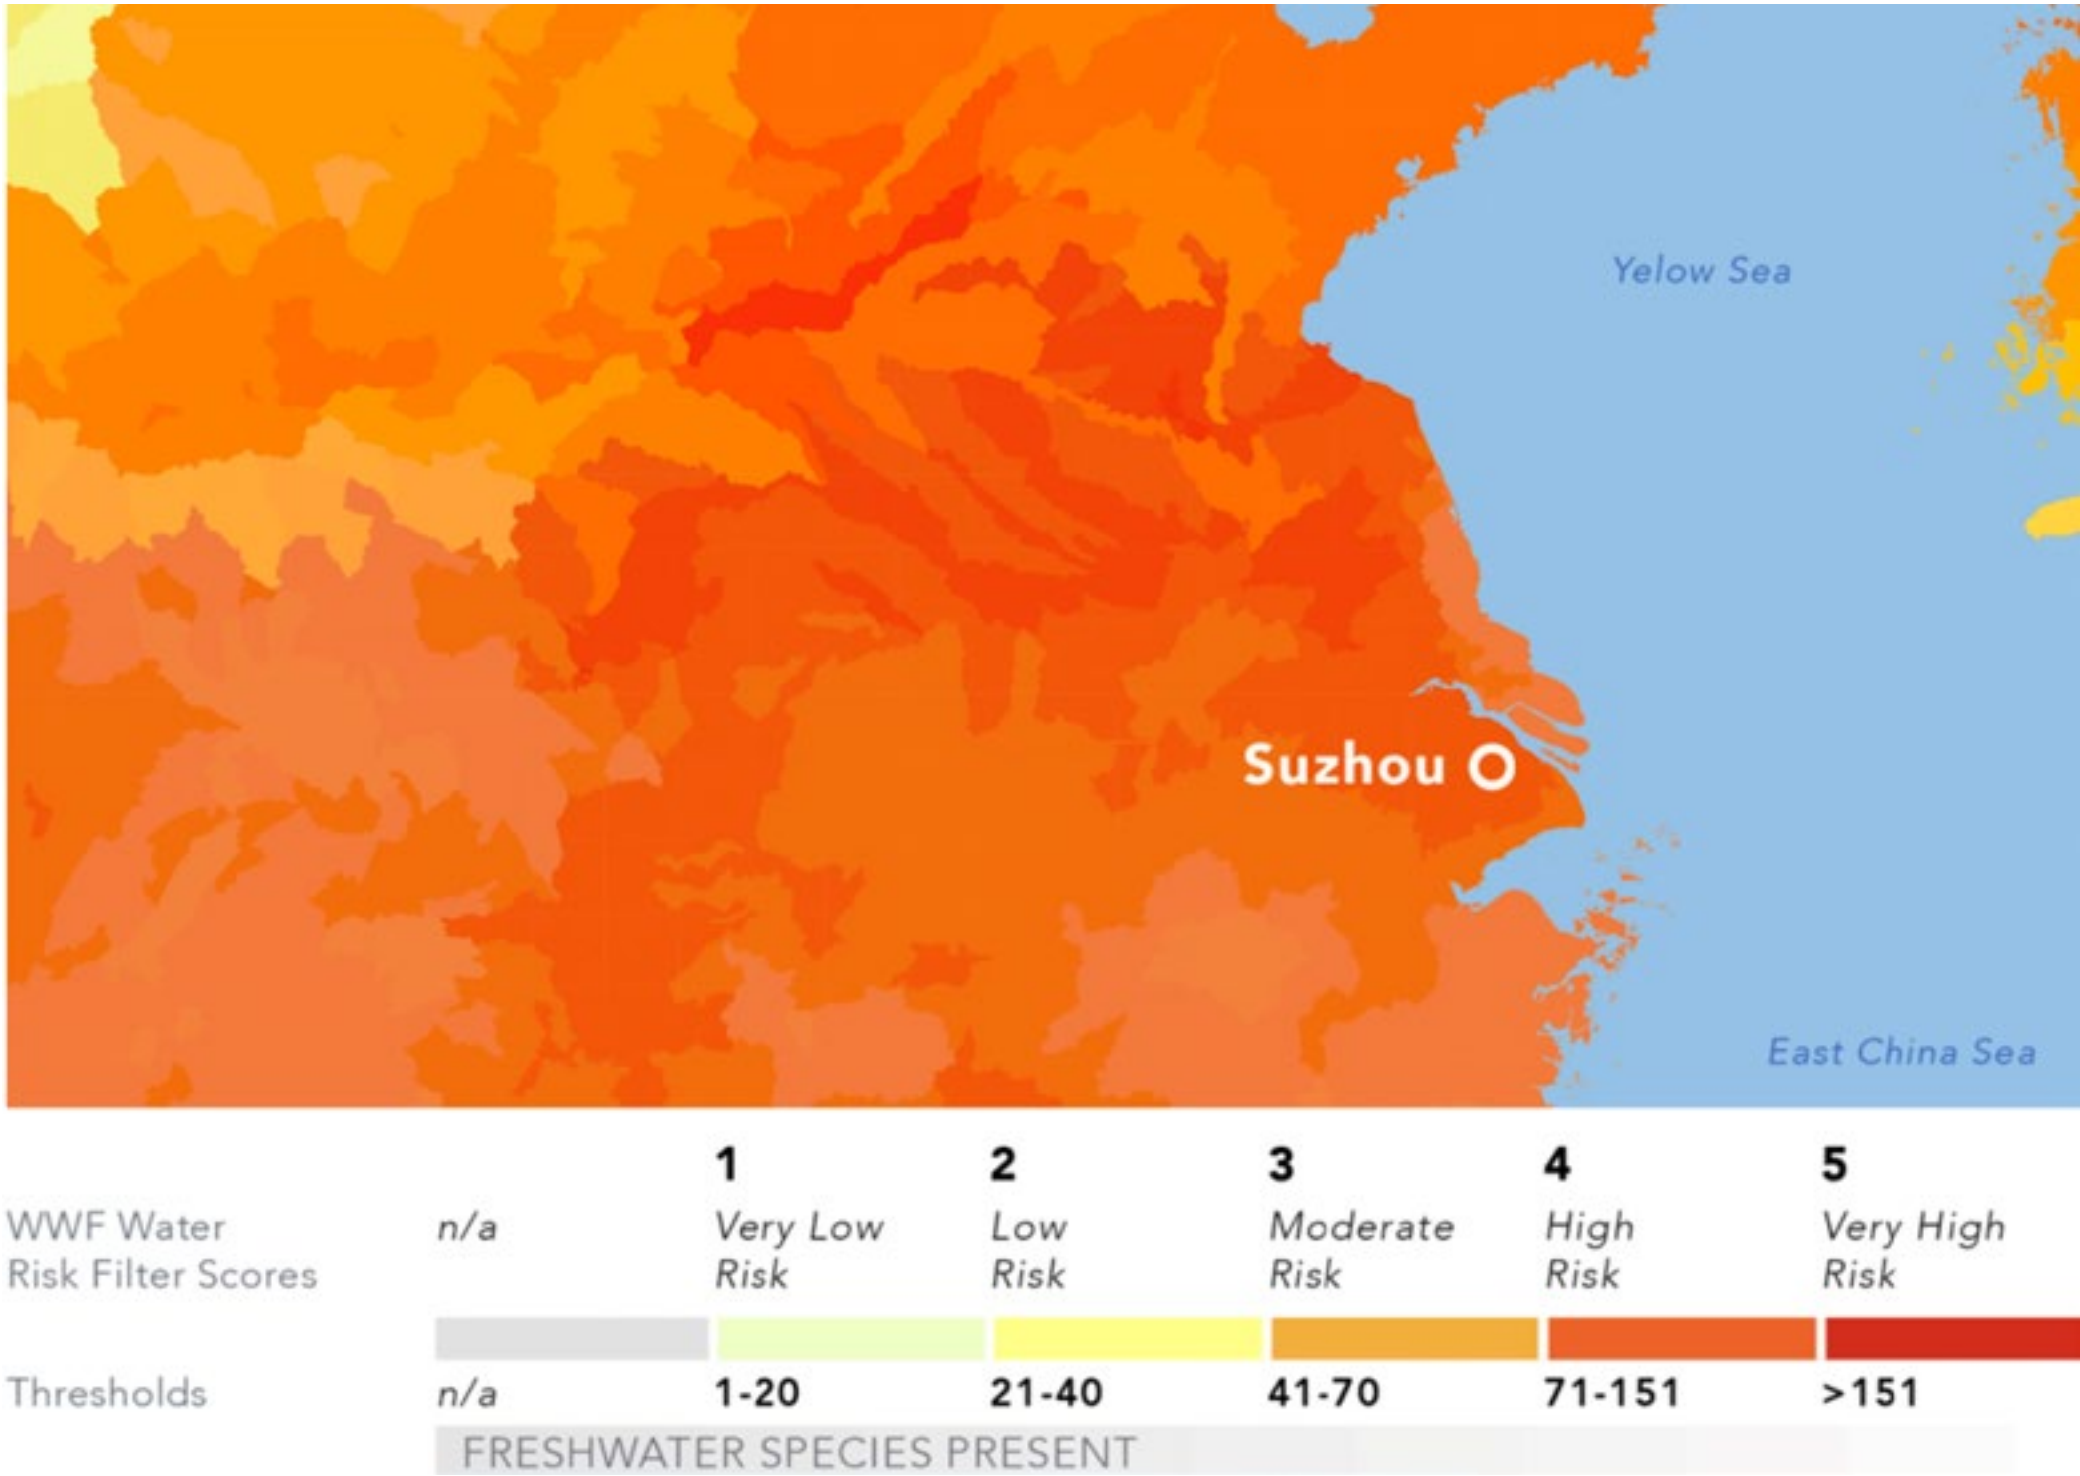 Yelow Sea
Suzhou
East China Sea
1 2 3 4 5
WWF Water n/a Very Low Low Moderate High Very High
Risk Filter Scores Risk Risk Risk Risk Risk
Thresholds n/a 1-20 21-40 41-70 71-151 >151
FRESHWATER SPECIES PRESENT